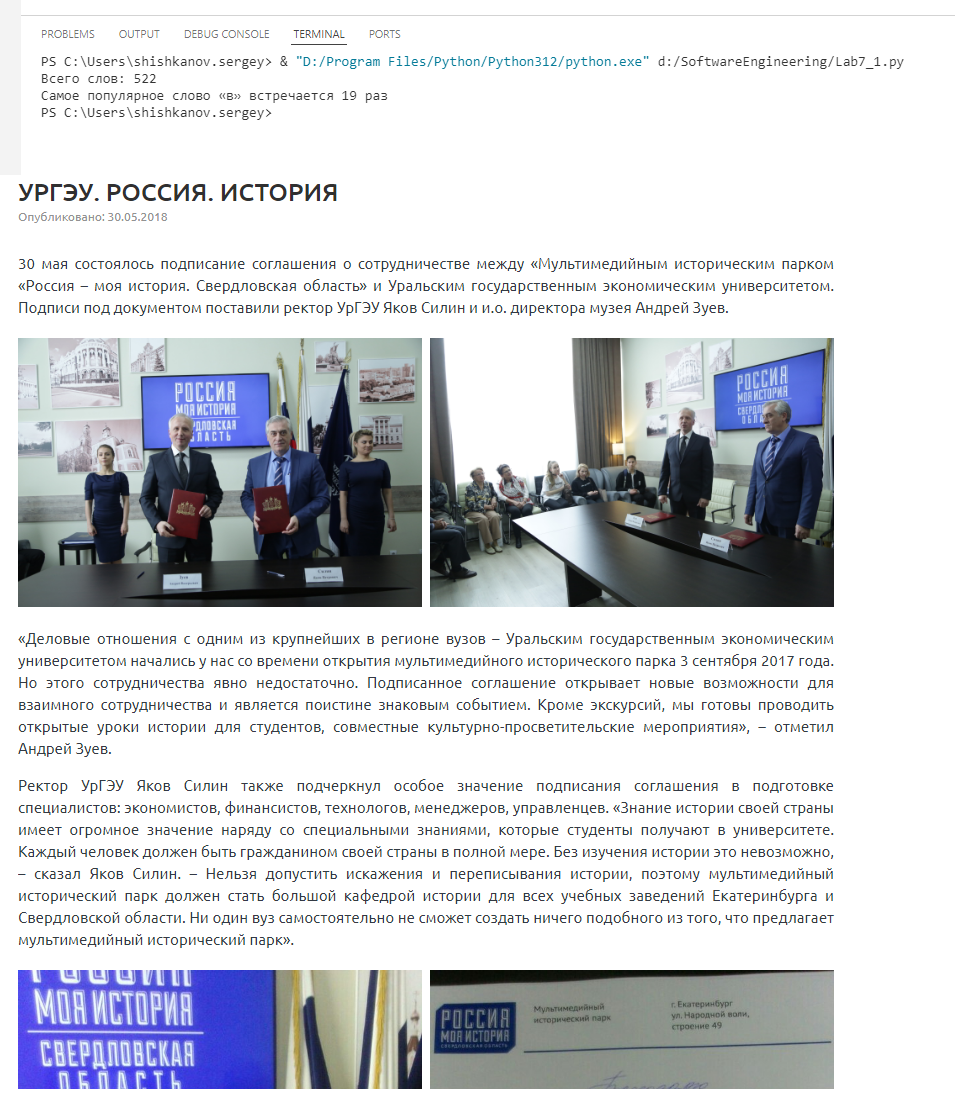 PROBLEMS OUTPUT DEBUG CONSOLE TERMINAL PORTS
PS C:\Users\shishkanov.sergey> & "D:/Program Files/Python/Python312/python.exe" d:/SoftwareEngineering/Lab7_1.py
Всего слов: 522
Самое популярное слово «в» встречается 19 раз
PS C:\Users\shishkanov.sergey>
УРГЭУ. РОССИЯ. ИСТОРИЯ
Опубликовано: 30.05.2018
30 мая состоялось подписание соглашения о сотрудничестве между «Мультимедийным историческим парком
«Россия – моя история. Свердловская область» и Уральским государственным экономическим университетом.
Подписи под документом поставили ректор УрГЭУ Яков Силин и и.о. директора музея Андрей Зуев.
РОССИЯ
МОЯ ИСТОРИЯ
СВЕРДЛОВСКАЯ
ОБЛАСТЬ
РОССИЯ
МОЯ ИСТОРИЯ
СВЕРДЛОВСКАЯ
ОБЛАСТЬ
«Деловые отношения с одним из крупнейших в регионе вузов – Уральским государственным экономическим
университетом начались у нас со времени открытия мультимедийного исторического парка 3 сентября 2017 года.
Но этого сотрудничества явно недостаточно. Подписанное соглашение открывает новые возможности для
взаимного сотрудничества и является поистине знаковым событием. Кроме экскурсий, мы готовы проводить
открытые уроки истории для студентов, совместные культурно-просветительские мероприятия», – отметил
Андрей Зуев.
Ректор УрГЭУ Яков Силин также подчеркнул особое значение подписания соглашения в подготовке
специалистов: экономистов, финансистов, технологов, менеджеров, управленцев. «Знание истории своей страны
имеет огромное значение наряду со специальными знаниями, которые студенты получают в университете.
Каждый человек должен быть гражданином своей страны в полной мере. Без изучения истории это невозможно,
– сказал Яков Силин. – Нельзя допустить искажения и переписывания истории, поэтому мультимедийный
исторический парк должен стать большой кафедрой истории для всех учебных заведений Екатеринбурга и
Свердловской области. Ни один вуз самостоятельно не сможет создать ничего подобного из того, что предлагает
мультимедийный исторический парк».
РОССИЯ
МОЯ ИСТОРИЯ
СВЕРДЛОВСКАЯ
ОБЛАСТЬ
РОССИЯ
МОЯ ИСТОРИЯ
СВЕРДЛОВСКАЯ ОБЛАСТЬ
Мультимедийный
исторический парк
г. Екатеринбург
ул. Народной воли,
строение 49